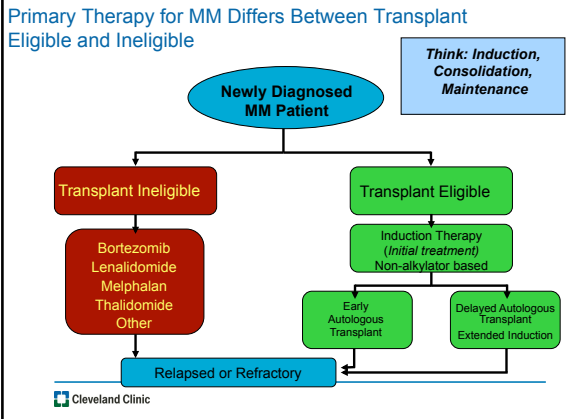 Primary Therapy for MM Differs Between Transplant
Eligible and Ineligible
Think: Induction,
Consolidation,
Maintenance
Newly Diagnosed
MM Patient
Transplant Ineligible
Transplant Eligible
Bortezomib
Lenalidomide
Melphalan
Thalidomide
Other
Induction Therapy
(Initial treatment)
Non-alkylator based
Early
Autologous
Transplant
Delayed Autologous
Transplant
Extended Induction
Relapsed or Refractory
Cleveland Clinic